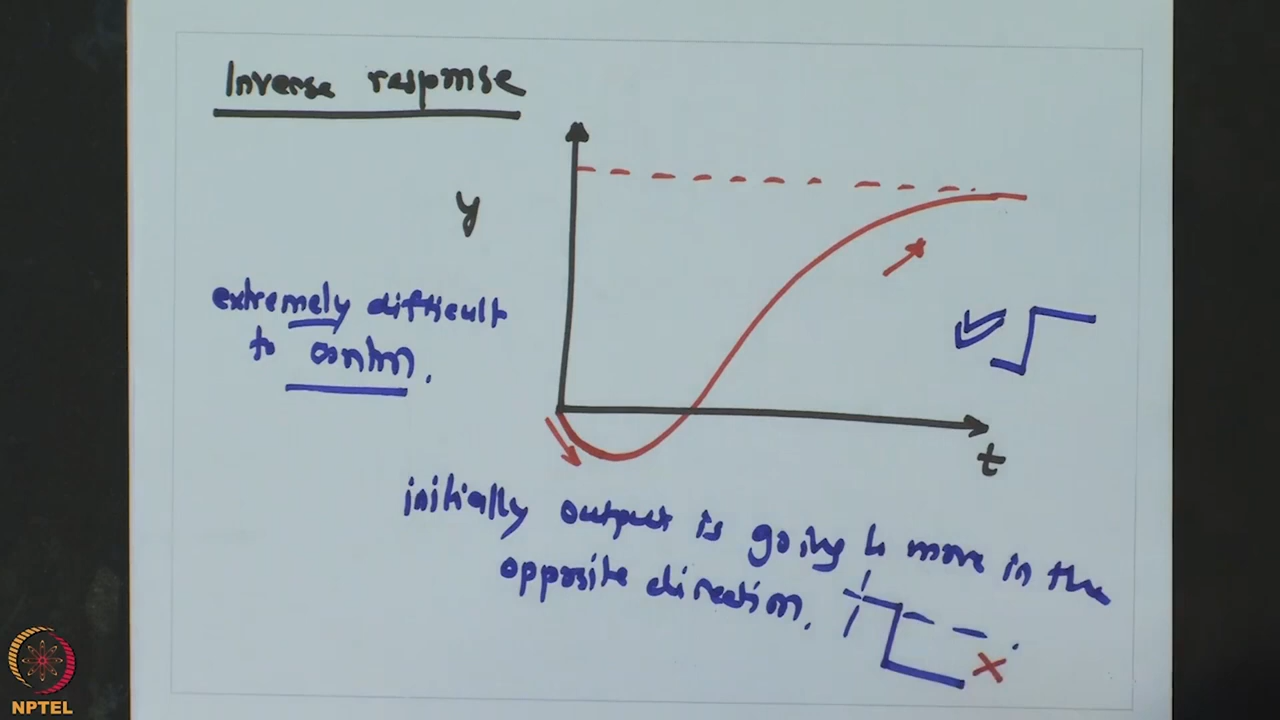 Inverse response
y
extremely difficult
to control.
t
initially output is going to move in the
opposite direction.
NPTEL